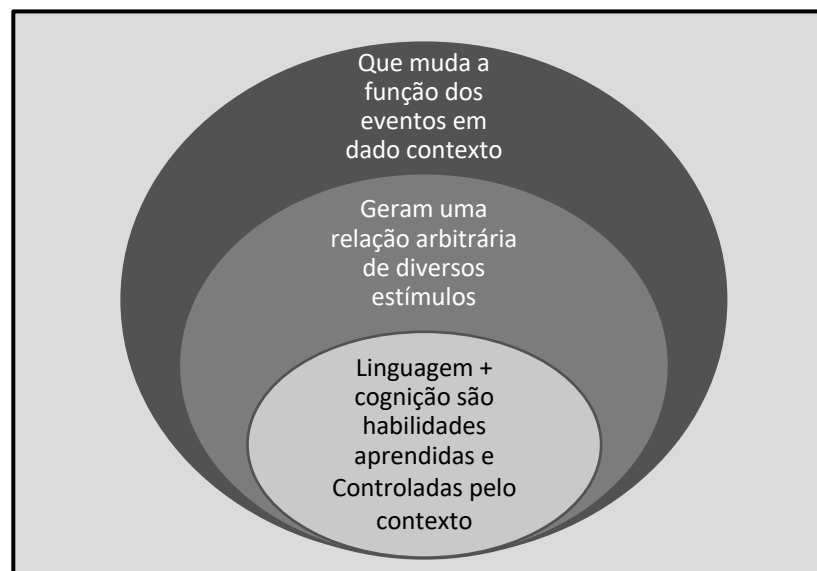 Que muda a
função dos
eventos em
dado contexto
Geram uma
relação arbitrária
de diversos
estímulos
Linguagem +
cognição são
habilidades
aprendidas e
Controladas pelo
contexto